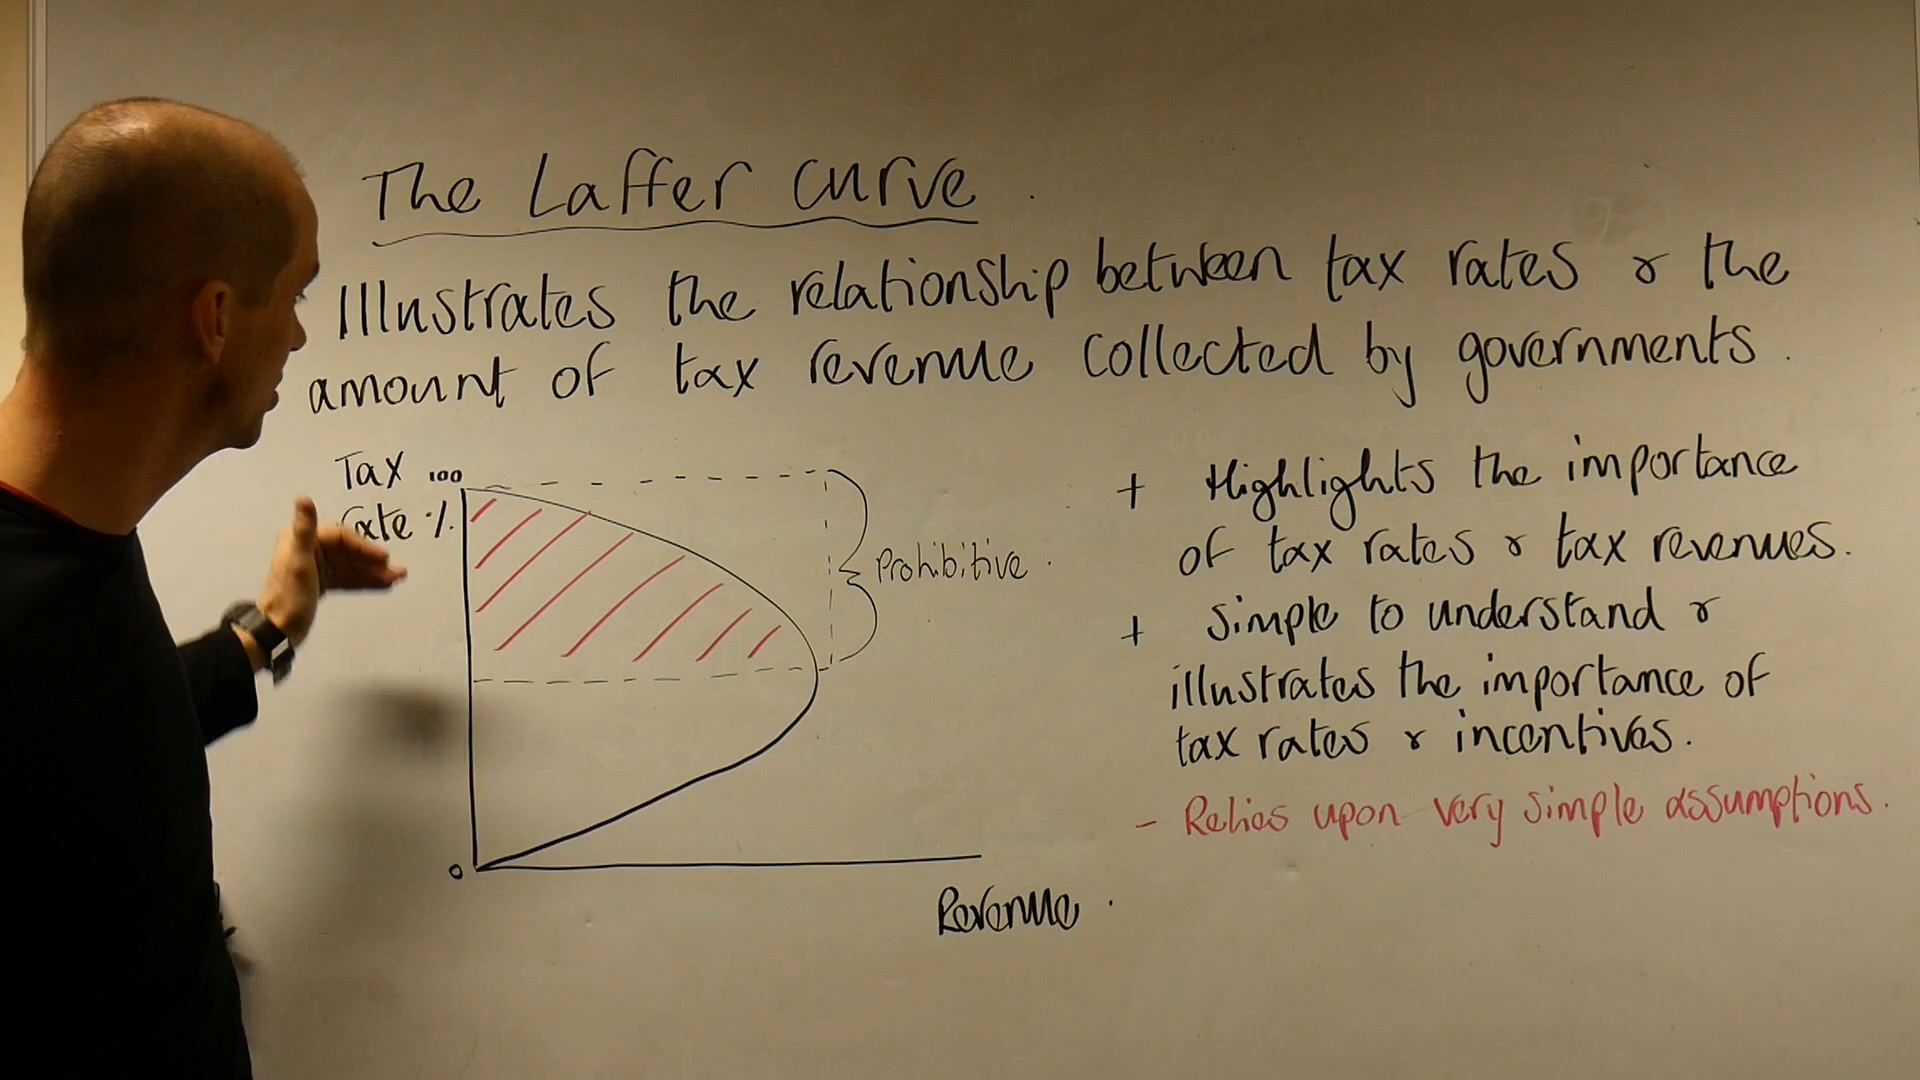 The Laffer curve
Illustrates the relationship between tax rates & the
amount of tax revenue collected by governments.
Tax 100
rate %
Prohibitive.
0
Revenue.
+ Highlights the importance
of tax rates & tax revenues.
+ Simple to understand &
illustrates the importance of
tax rates & incentives.
- Relies upon very simple assumptions.